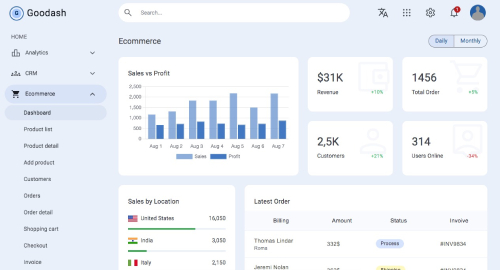 Goodash
Search...
1
HOME
Analytics
CRM
Ecommerce
Dashboard
Product list
Product detail
Add product
Customers
Orders
Order detail
Shopping cart
Checkout
Invoice
Ecommerce
Daily
Monthly
Sales vs Profit
2,500
2,000
1,500
1,000
500
0
Aug 1 Aug 2 Aug 3 Aug 4 Aug 5 Aug 6 Aug 7
Sales Profit
$31K
Revenue +10%
1456
Total Order +5%
2,5K
Customers +21%
314
Users Online -34%
Sales by Location
United States 16,050
India 3,050
Italy 2,150
Latest Order
Billing Amount Status Invoice
Thomas Lindar 332$ Process #INV9834
Roma
Jeremi Nolan